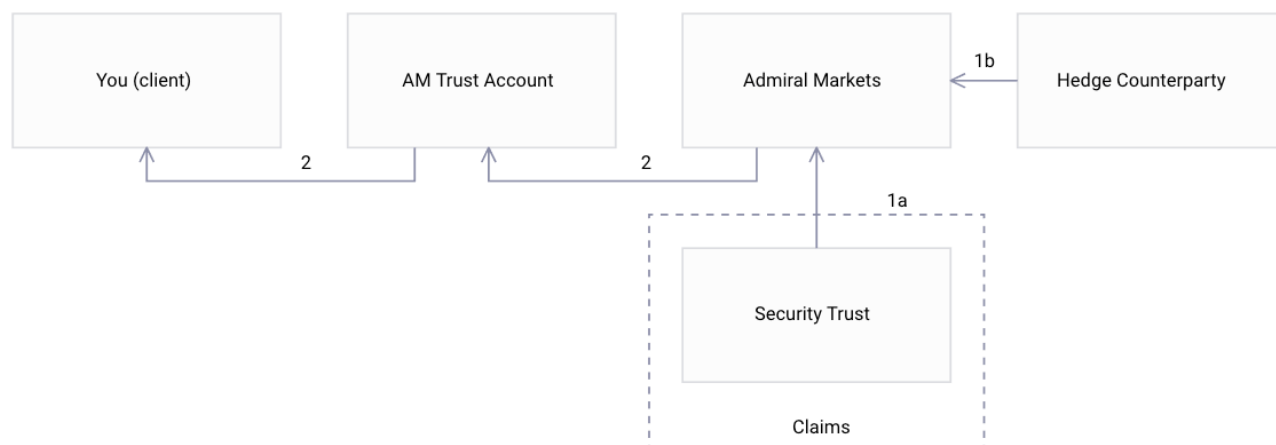 You (client)
AM Trust Account
Admiral Markets
1b
Hedge Counterparty
2
2
1a
Security Trust
Claims